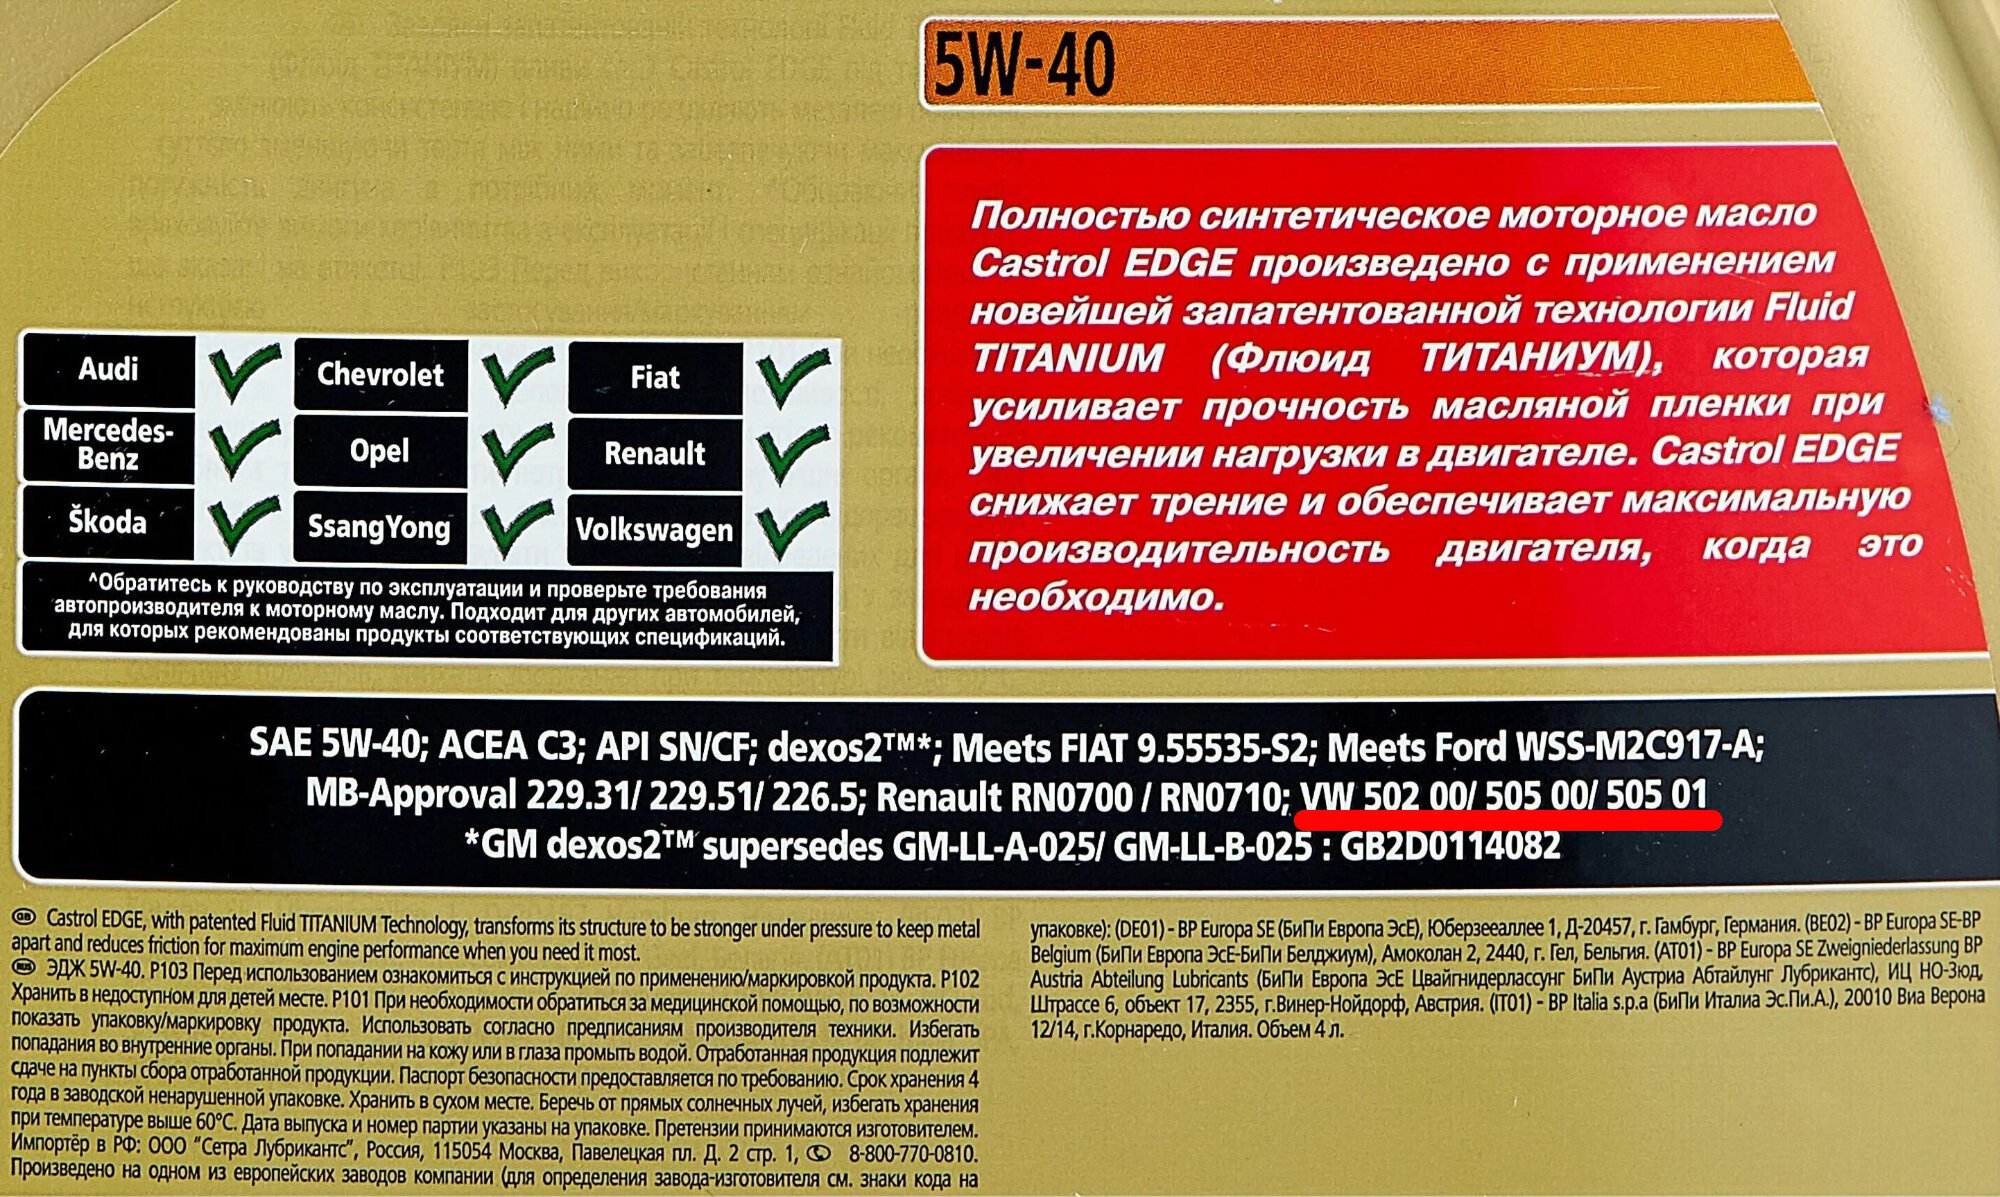 5W-40
Полностью синтетическое моторное масло
Castrol EDGE произведено с применением
новейшей запатентованной технологии Fluid
TITANIUM (Флюид ТИТАНИУМ), которая
усиливает прочность масляной пленки при
увеличении нагрузки в двигателе. Castrol EDGE
снижает трение и обеспечивает максимальную
производительность двигателя, когда это
необходимо.
Audi Chevrolet Fiat
Mercedes-
Benz Opel Renault
Škoda SsangYong Volkswagen
^Обратитесь к руководству по эксплуатации и проверьте требования
автопроизводителя к моторному маслу. Подходит для других автомобилей,
для которых рекомендованы продукты соответствующих спецификаций.
SAE 5W-40; ACEA C3; API SN/CF; dexos2™*; Meets FIAT 9.55535-S2; Meets Ford WSS-M2C917-A;
MB-Approval 229.31/ 229.51/ 226.5; Renault RN0700 / RN0710; VW 502 00/ 505 00/ 505 01
*GM dexos2™ supersedes GM-LL-A-025/ GM-LL-B-025 : GB2D0114082
GB Castrol EDGE, with patented Fluid TITANIUM Technology, transforms its structure to be stronger under pressure to keep metal
apart and reduces friction for maximum engine performance when you need it most.
RUS ЭДЖ 5W-40. P103 Перед использованием ознакомиться с инструкцией по применению/маркировкой продукта. P102
Хранить в недоступном для детей месте. P101 При необходимости обратиться за медицинской помощью, по возможности
показать упаковку/маркировку продукта. Использовать согласно предписаниям производителя техники. Избегать
попадания во внутренние органы. При попадании на кожу или в глаза промыть водой. Отработанная продукция подлежит
сдаче на пункты сбора отработанной продукции. Паспорт безопасности предоставляется по требованию. Срок хранения 4
года в заводской ненарушенной упаковке. Хранить в сухом месте. Беречь от прямых солнечных лучей, избегать хранения
при температуре выше 60°C. Дата выпуска и номер партии указаны на упаковке. Претензии принимаются изготовителем.
Импортёр в РФ: ООО "Сетра Лубрикантс", Россия, 115054 Москва, Павелецкая пл. Д. 2 стр. 1, 8-800-770-0810.
Произведено на одном из европейских заводов компании (для определения завода-изготовителя см. знаки кода на
упаковке): (DE01) - BP Europa SE (БиПи Европа ЭсЕ), Юберзееаллее 1, Д-20457, г. Гамбург, Германия. (BE02) - BP Europa SE-BP
Belgium (БиПи Европа ЭсЕ-БиПи Белджиум), Амоколан 2, 2440, г. Гел, Бельгия. (AT01) - BP Europa SE Zweigniederlassung BP
Austria Abteilung Lubricants (БиПи Европа ЭсЕ Цвайгнидерлассунг БиПи Аустриа Абтайлунг Лубрикантс), ИЦ НО-Зюд,
Штрассе 6, объект 17, 2355, г.Винер-Нойдорф, Австрия. (IT01) - BP Italia s.p.a (БиПи Италиа Эс.Пи.А.), 20010 Виа Верона
12/14, г.Корнаредо, Италия. Объем 4 л.